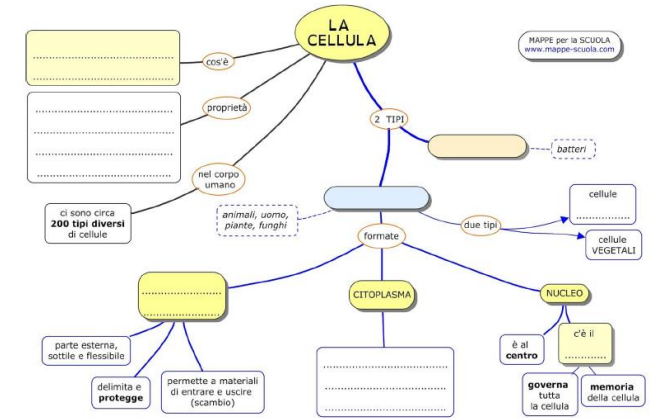 LA
CELLULA
MAPPE per la SCUOLA
www.mappe-scuola.com
.................................
.................................
cos'è
proprietà
.................................
.................................
.................................
.................................
2 TIPI
batteri
nel corpo
umano
ci sono circa
200 tipi diversi
di cellule
animali, uomo,
piante, funghi
due tipi
cellule
................
cellule
VEGETALI
formate
......................
......................
CITOPLASMA
NUCLEO
parte esterna,
sottile e flessibile
delimita e
protegge
permette a materiali
di entrare e uscire
(scambio)
.................................
.................................
.................................
è al
centro
c'è il
............
governa
tutta
la cellula
memoria
della cellula